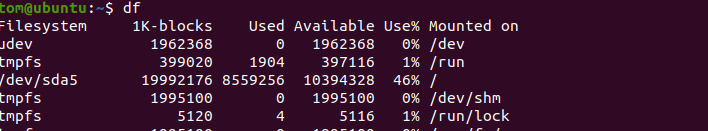 tom@ubuntu:~$ df
Filesystem     1K-blocks    Used Available Use% Mounted on
udev             1962368       0   1962368   0% /dev
tmpfs             399020    1904    397116   1% /run
/dev/sda5       19992176 8559256  10394328  46% /
tmpfs            1995100       0   1995100   0% /dev/shm
tmpfs               5120       4      5116   1% /run/lock